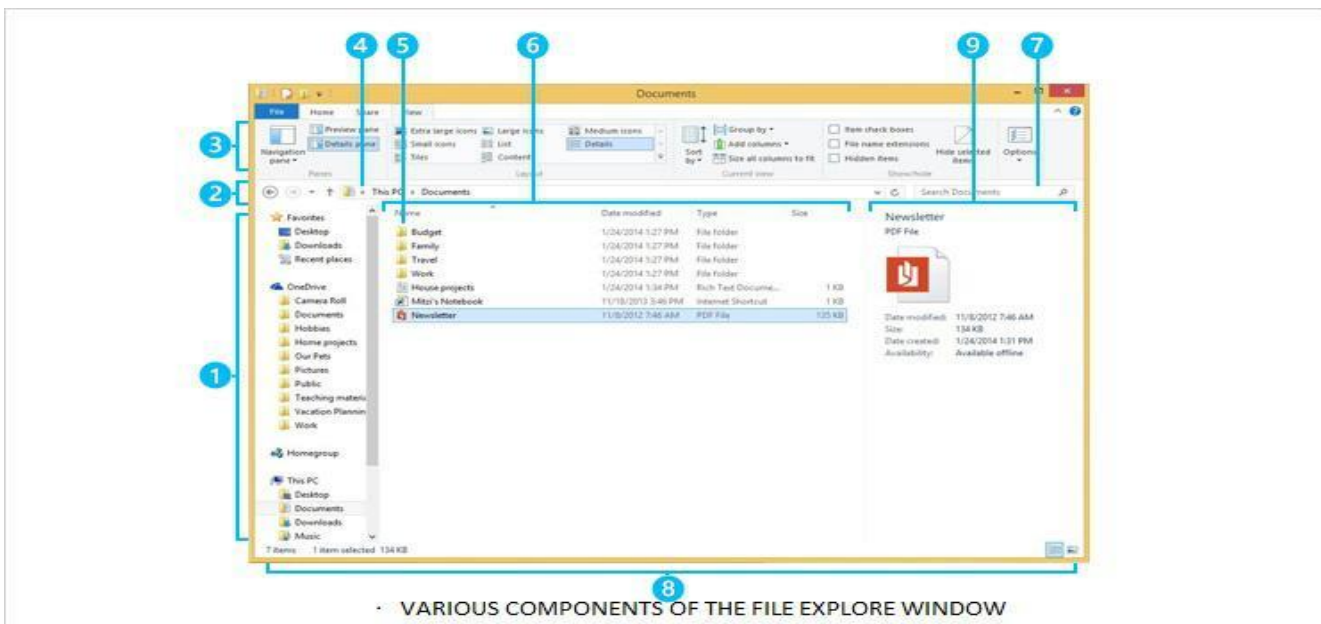 4 5 6 9 7
Documents
File Home Share View
Navigation pane
Preview pane
Details pane
Panes
Extra large icons Large icons Medium icons
Small icons List Details
Tiles Content
Layout
Sort by
Group by
Add columns
Size all columns to fit
Current view
Item check boxes
File name extensions
Hidden items
Hide selected items
Show/hide
Options
3
2
This PC Documents
Search Documents
1
Favorites
Desktop
Downloads
Recent places
OneDrive
Camera Roll
Documents
Hobbies
Home projects
Our Pets
Pictures
Public
Teaching materia
Vacation Plannin
Work
Homegroup
This PC
Desktop
Documents
Downloads
Music
Name Date modified Type Size
Budget 1/24/2014 1:27 PM File folder
Family 1/24/2014 1:27 PM File folder
Travel 1/24/2014 1:27 PM File folder
Work 1/24/2014 1:27 PM File folder
House projects 1/24/2014 1:34 PM Rich Text Docume... 1 KB
Mitzi's Notebook 11/18/2013 3:46 PM Internet Shortcut 1 KB
Newsletter 11/8/2012 7:46 AM PDF File 135 KB
Newsletter
PDF File
Date modified: 11/8/2012 7:46 AM
Size: 134 KB
Date created: 1/24/2014 1:31 PM
Availability: Available offline
7 items 1 item selected 134 KB
8
· VARIOUS COMPONENTS OF THE FILE EXPLORE WINDOW